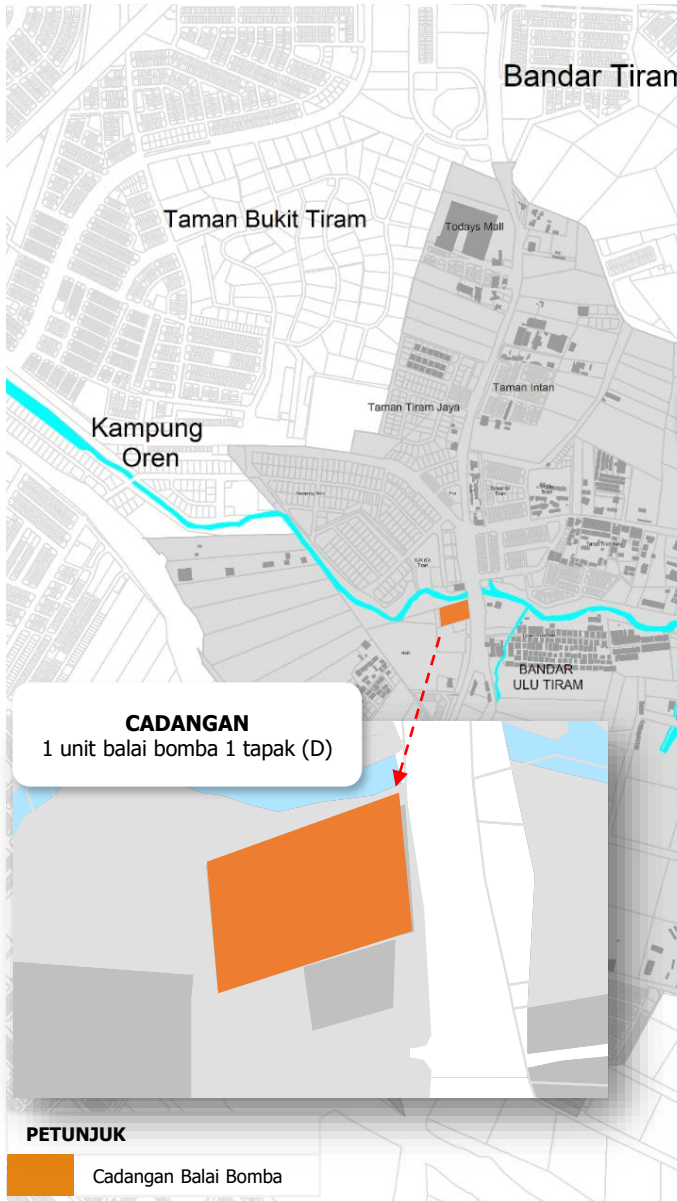 Bandar Tiram
Taman Bukit Tiram
Todays Mall
Taman Intan
Taman Tiram Jaya
Kampung
Oren
BANDAR
ULU TIRAM
CADANGAN
1 unit balai bomba 1 tapak (D)
PETUNJUK
Cadangan Balai Bomba